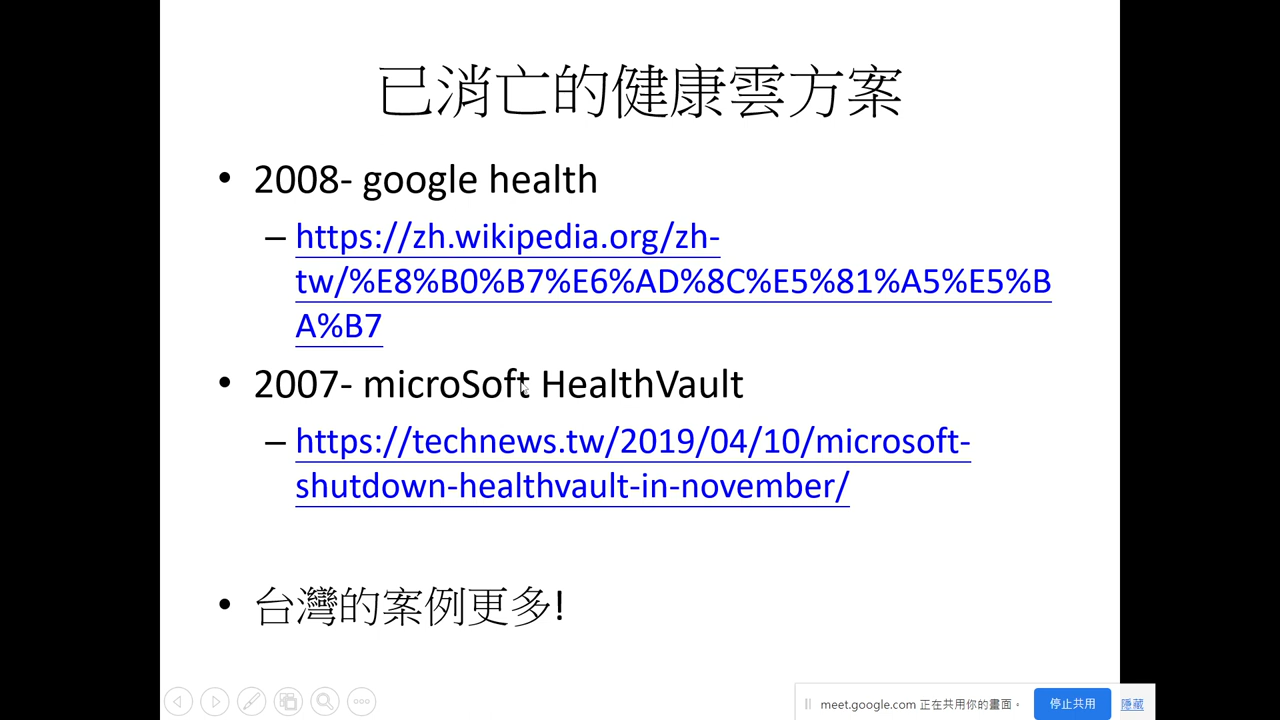 已消亡的健康雲方案
• 2008- google health
– https://zh.wikipedia.org/zh-
tw/%E8%B0%B7%E6%AD%8C%E5%81%A5%E5%B
A%B7
• 2007- microSoft HealthVault
– https://technews.tw/2019/04/10/microsoft-
shutdown-healthvault-in-november/
• 台灣的案例更多!
meet.google.com 正在共用你的畫面。 停止共用 隱藏